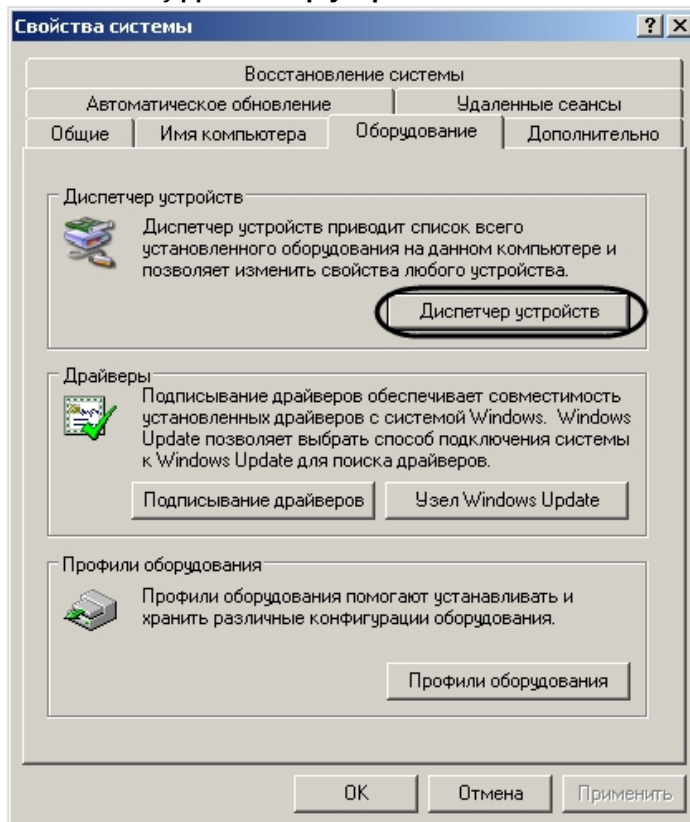 Свойства системы
Восстановление системы
Автоматическое обновление
Удаленные сеансы
Общие
Имя компьютера
Оборудование
Дополнительно
Диспетчер устройств
Диспетчер устройств приводит список всего
установленного оборудования на данном компьютере и
позволяет изменить свойства любого устройства.
Диспетчер устройств
Драйверы
Подписывание драйверов обеспечивает совместимость
установленных драйверов с системой Windows. Windows
Update позволяет выбрать способ подключения системы
к Windows Update для поиска драйверов.
Подписывание драйверов
Узел Windows Update
Профили оборудования
Профили оборудования помогают устанавливать и
хранить различные конфигурации оборудования.
Профили оборудования
OK
Отмена
Применить